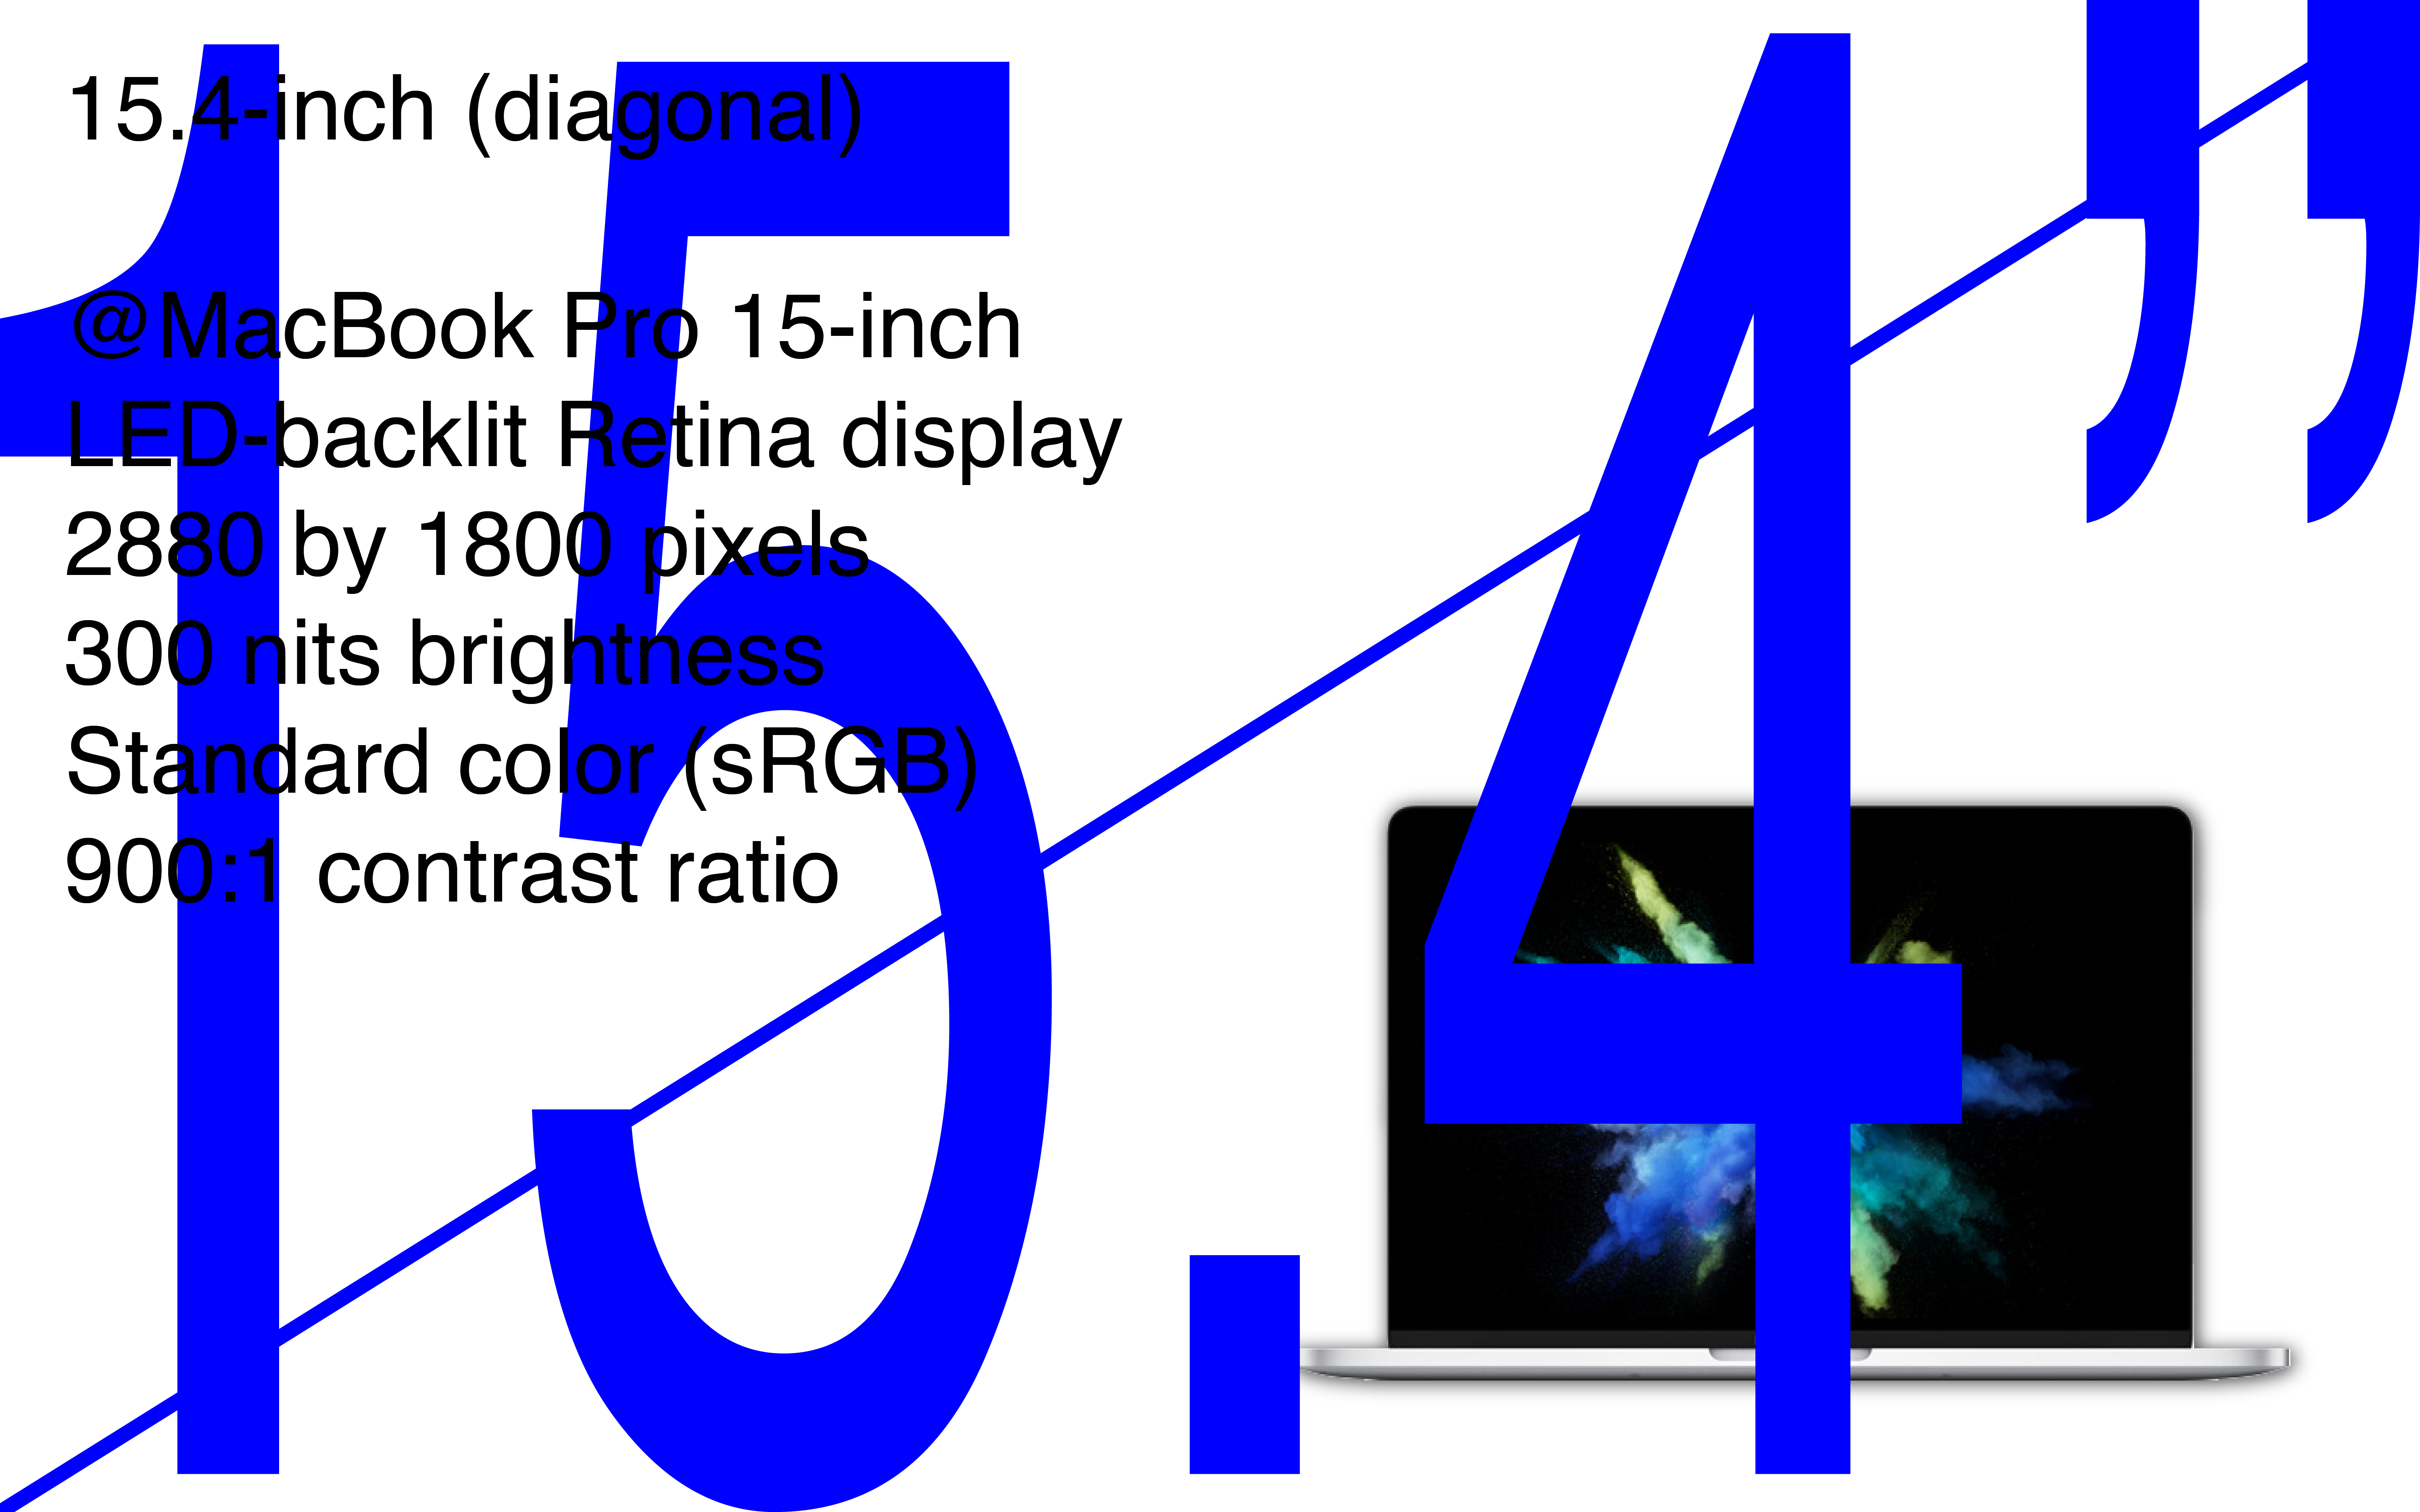 15.4”
15.4-inch (diagonal)
@MacBook Pro 15-inch
LED-backlit Retina display
2880 by 1800 pixels
300 nits brightness
Standard color (sRGB)
900:1 contrast ratio